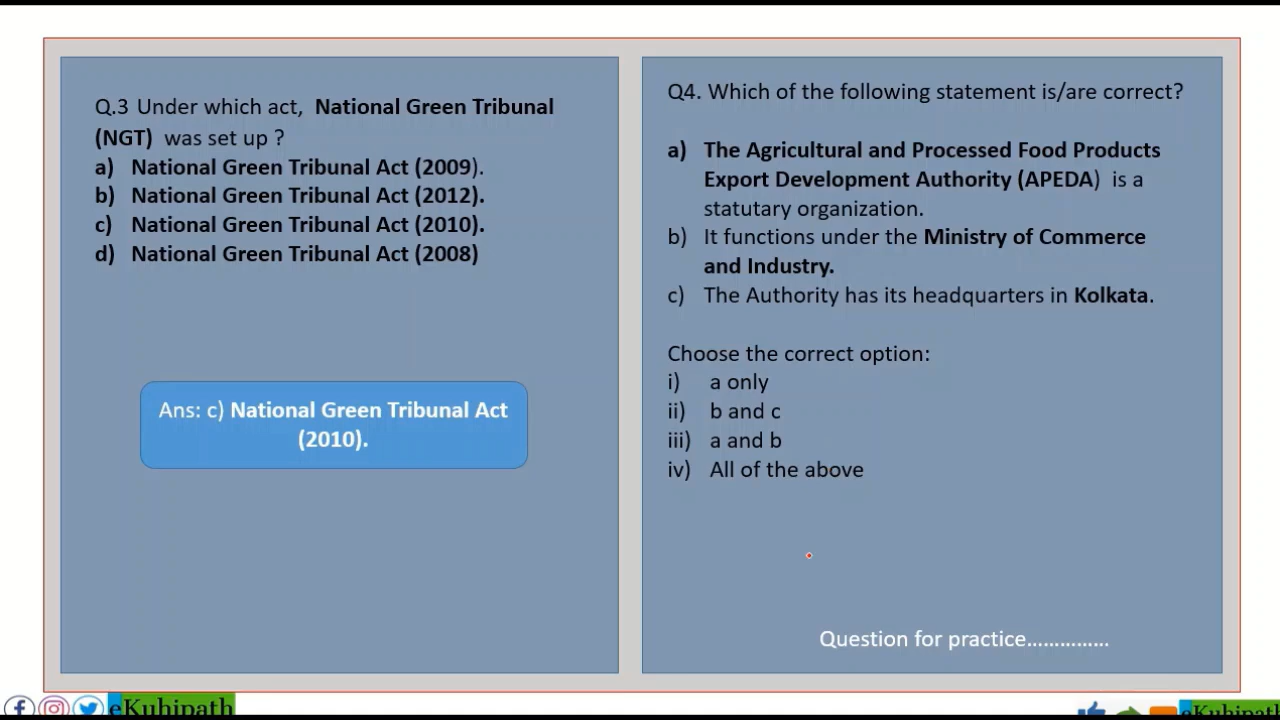 Q.3 Under which act, National Green Tribunal
(NGT) was set up ?
a) National Green Tribunal Act (2009).
b) National Green Tribunal Act (2012).
c) National Green Tribunal Act (2010).
d) National Green Tribunal Act (2008)
Ans: c) National Green Tribunal Act
(2010).
Q4. Which of the following statement is/are correct?
a) The Agricultural and Processed Food Products
Export Development Authority (APEDA) is a
statutary organization.
b) It functions under the Ministry of Commerce
and Industry.
c) The Authority has its headquarters in Kolkata.
Choose the correct option:
i) a only
ii) b and c
iii) a and b
iv) All of the above
Question for practice...............
eKuhipath
eKuhipath